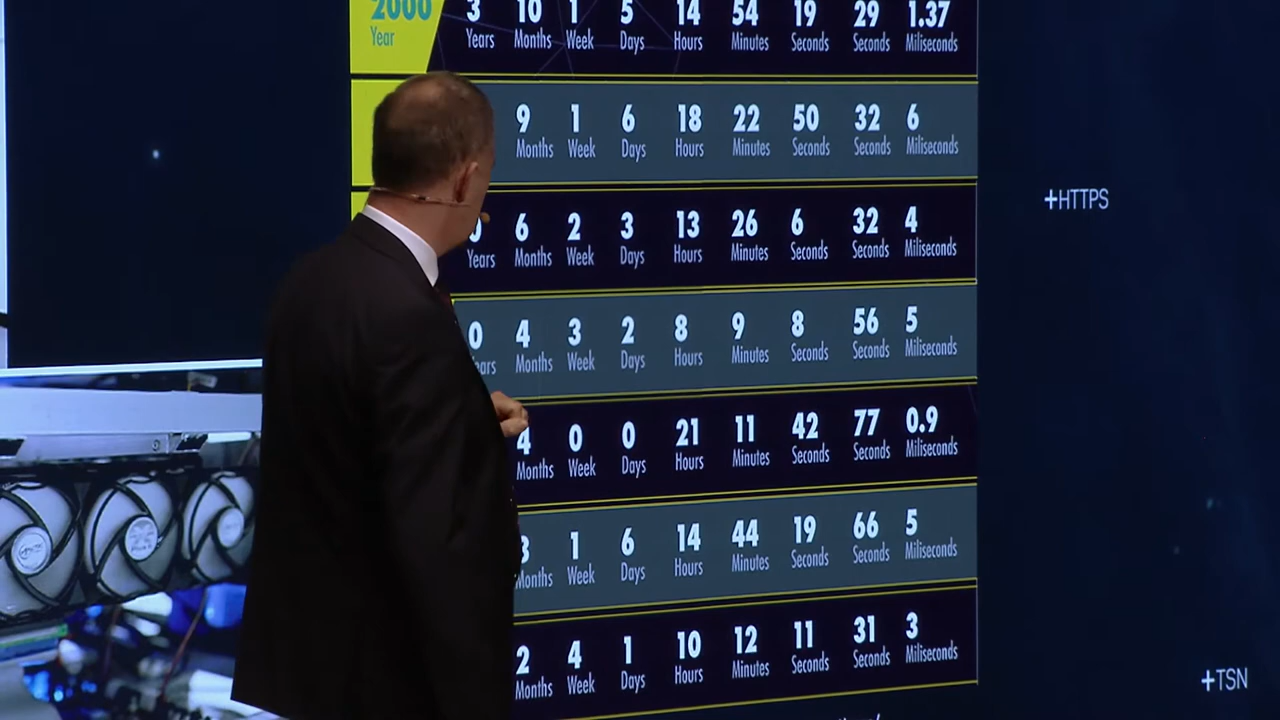 2000 3 10 1 5 14 54 19 29 1.37
Year Years Months Week Days Hours Minutes Seconds Seconds Miliseconds
9 1 6 18 22 50 32 6
Months Week Days Hours Minutes Seconds Seconds Miliseconds
+HTTPS
0 6 2 3 13 26 6 32 4
Years Months Week Days Hours Minutes Seconds Seconds Miliseconds
0 4 3 2 8 9 8 56 5
Years Months Week Days Hours Minutes Seconds Seconds Miliseconds
4 0 0 21 11 42 77 0.9
Months Week Days Hours Minutes Seconds Seconds Miliseconds
3 1 6 14 44 19 66 5
Months Week Days Hours Minutes Seconds Seconds Miliseconds
2 4 1 10 12 11 31 3
Months Week Days Hours Minutes Seconds Seconds Miliseconds
+TSN